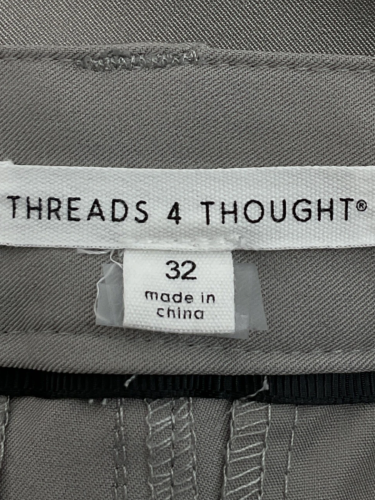 THREADS 4 THOUGHT®
32
made in
china